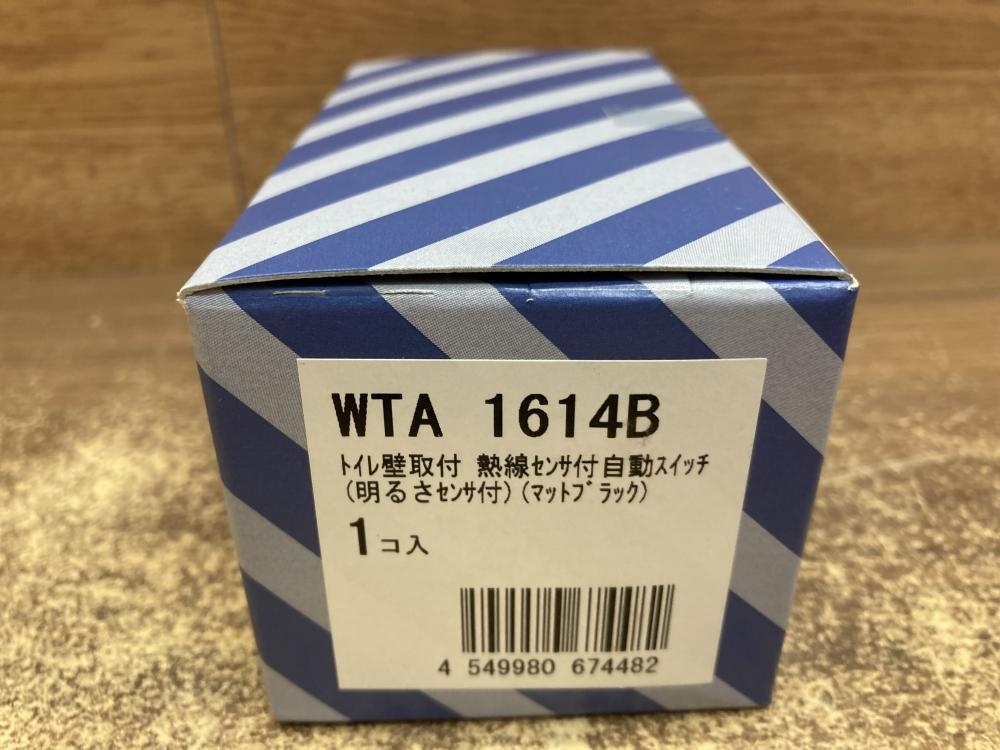 WTA 1614B
ﾄｲﾚ壁取付 熱線ｾﾝｻ付自動ｽｲｯﾁ
(明るさｾﾝｻ付)(ﾏｯﾄﾌﾞﾗｯｸ)
1コ入
4 549980 674482